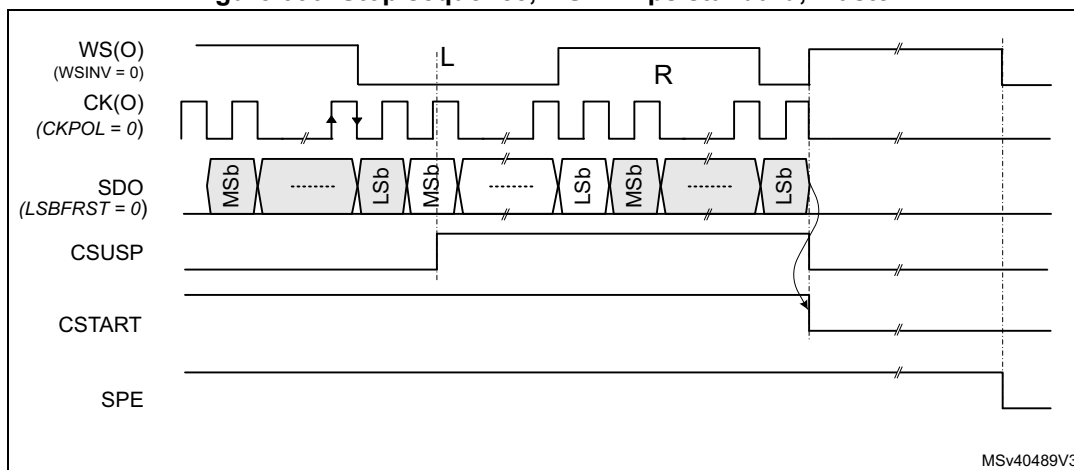 WS(O)
(WSINV = 0)
L
R
CK(O)
(CKPOL = 0)
SDO
(LSBFRST = 0)
MSb
--------
LSb
MSb
--------
LSb
MSb
--------
LSb
CSUSP
CSTART
SPE
MSv40489V3